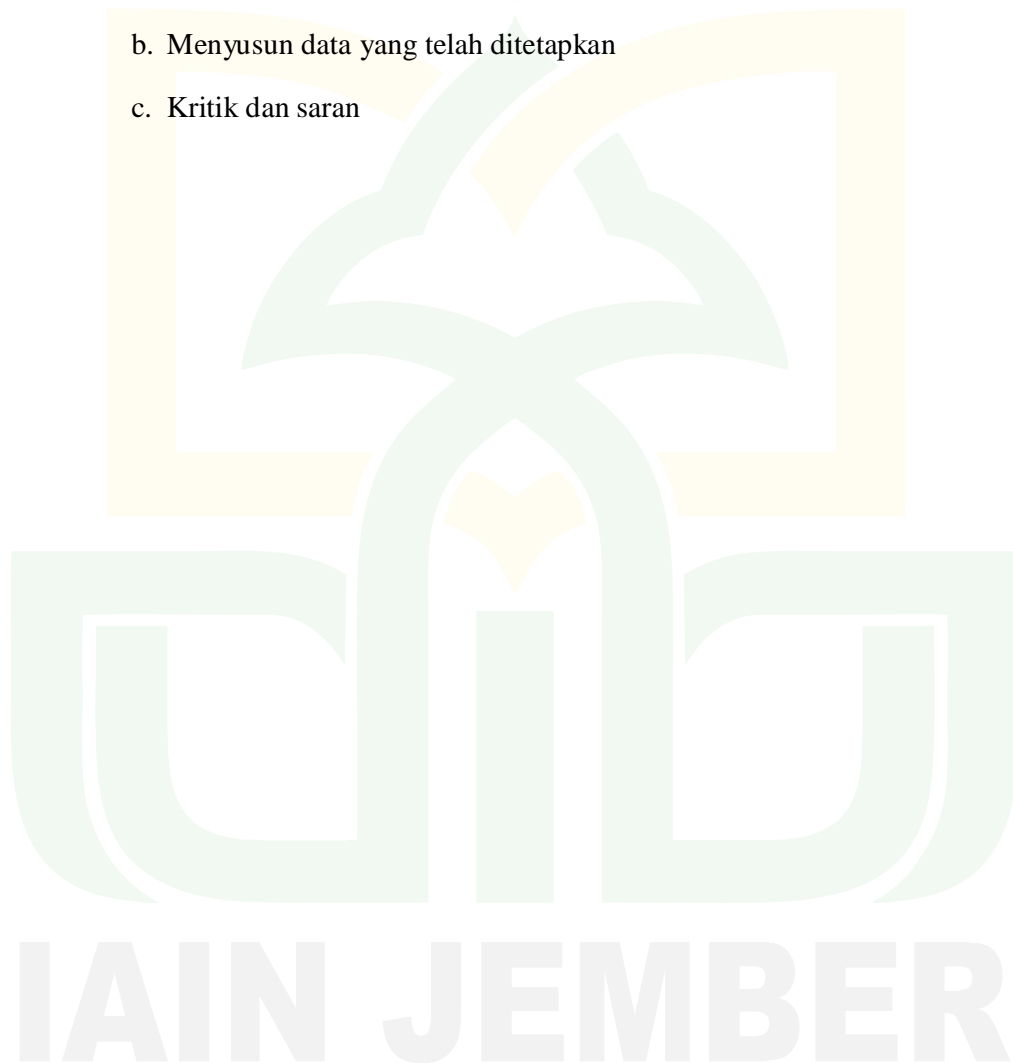 b. Menyusun data yang telah ditetapkan
c. Kritik dan saran
IAIN JEMBER